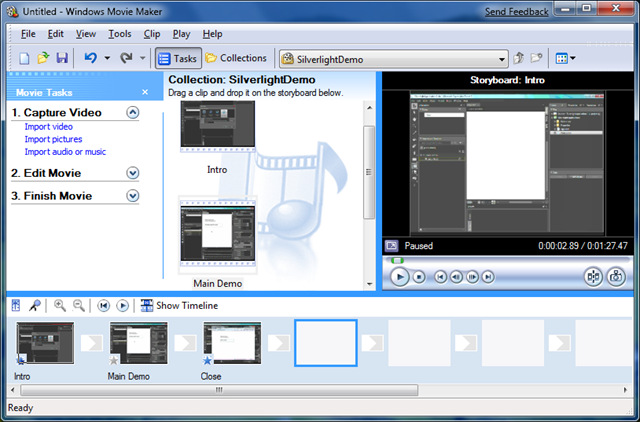 Untitled - Windows Movie Maker
Send Feedback
File Edit View Tools Clip Play Help
Tasks Collections SilverlightDemo
Movie Tasks
1. Capture Video
Import video
Import pictures
Import audio or music
2. Edit Movie
3. Finish Movie
Collection: SilverlightDemo
Drag a clip and drop it on the storyboard below.
Intro
Main Demo
Storyboard: Intro
Paused
0:00:02.89 / 0:01:27.47
Show Timeline
Intro
Main Demo
Close
Ready